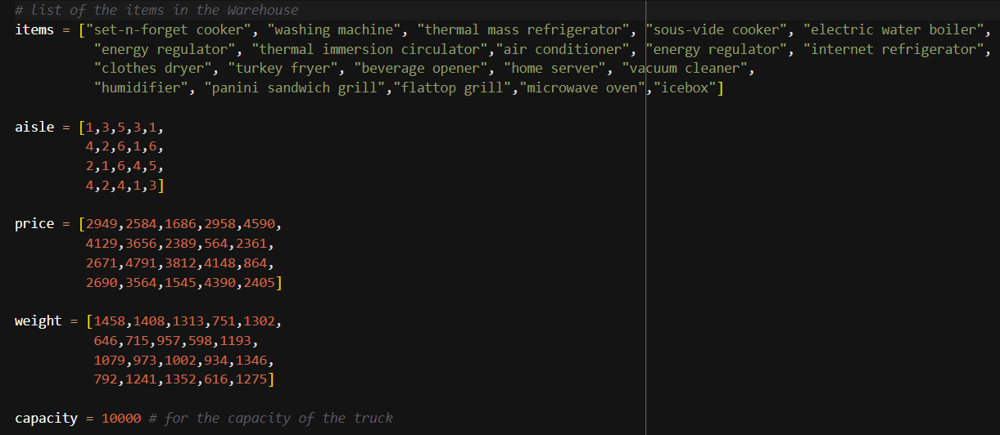 # list of the items in the Warehouse
items = ["set-n-forget cooker", "washing machine", "thermal mass refrigerator", "sous-vide cooker", "electric water boiler",
"energy regulator", "thermal immersion circulator","air conditioner", "energy regulator", "internet refrigerator",
"clothes dryer", "turkey fryer", "beverage opener", "home server", "vacuum cleaner",
"humidifier", "panini sandwich grill","flattop grill","microwave oven","icebox"]
aisle = [1,3,5,3,1,
4,2,6,1,6,
2,1,6,4,5,
4,2,4,1,3]
price = [2949,2584,1686,2958,4590,
4129,3656,2389,564,2361,
2671,4791,3812,4148,864,
2690,3564,1545,4390,2405]
weight = [1458,1408,1313,751,1302,
646,715,957,598,1193,
1079,973,1002,934,1346,
792,1241,1352,616,1275]
capacity = 10000 # for the capacity of the truck